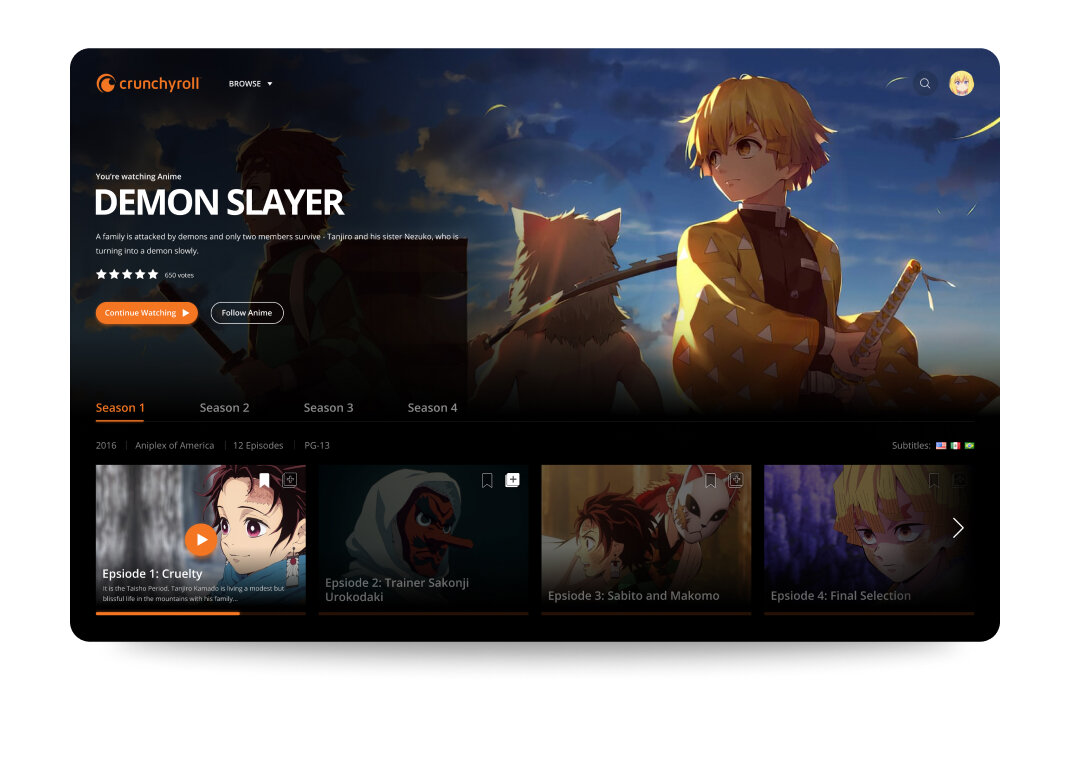 crunchyroll
BROWSE
You're watching Anime
DEMON SLAYER
A family is attacked by demons and only two members survive - Tanjiro and his sister Nezuko, who is
turning into a demon slowly.
650 votes
Continue Watching
Follow Anime
Season 1
Season 2
Season 3
Season 4
2016
Aniplex of America
12 Episodes
PG-13
Subtitles:
Epsiode 1: Cruelty
It is the Taisho Period. Tanjiro Kamado is living a modest but
blissful life in the mountains with his family...
Epsiode 2: Trainer Sakonji
Urokodaki
Epsiode 3: Sabito and Makomo
Epsiode 4: Final Selection